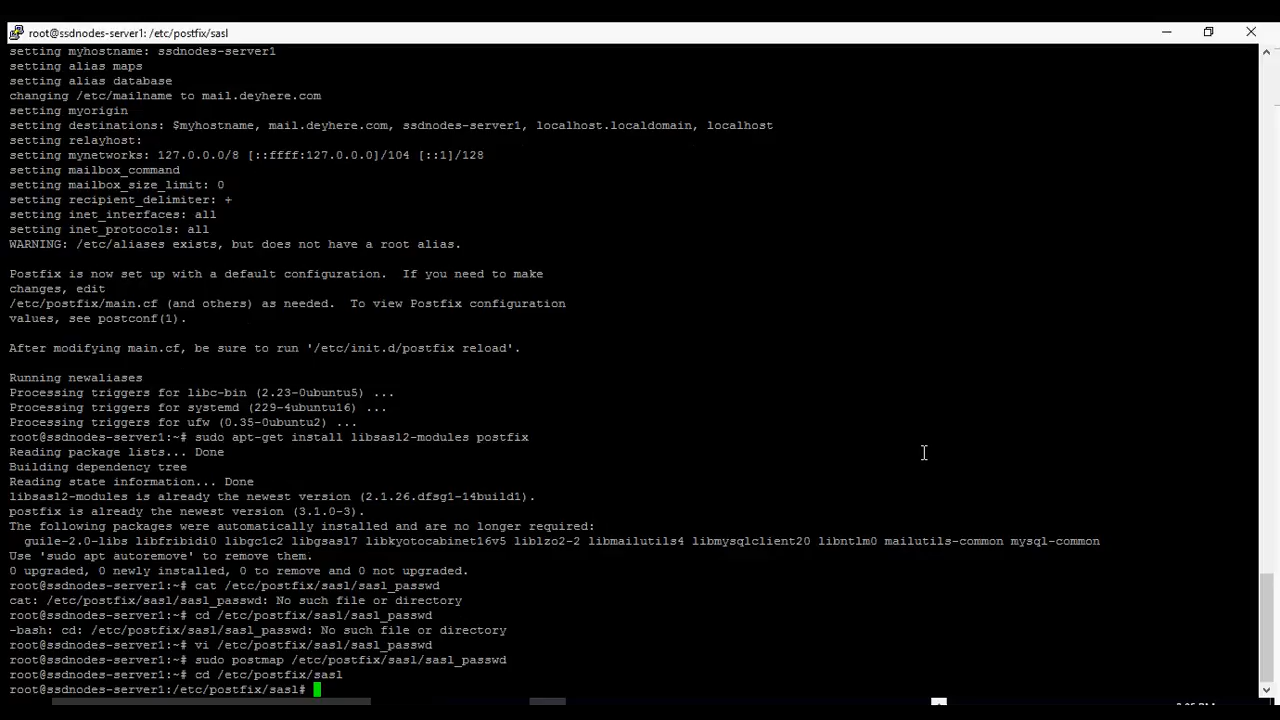 root@ssdnodes-server1: /etc/postfix/sasl
setting myhostname: ssdnodes-server1
setting alias maps
setting alias database
changing /etc/mailname to mail.deyhere.com
setting myorigin
setting destinations: $myhostname, mail.deyhere.com, ssdnodes-server1, localhost.localdomain, localhost
setting relayhost:
setting mynetworks: 127.0.0.0/8 [::ffff:127.0.0.0]/104 [::1]/128
setting mailbox_command
setting mailbox_size_limit: 0
setting recipient_delimiter: +
setting inet_interfaces: all
setting inet_protocols: all
WARNING: /etc/aliases exists, but does not have a root alias.
Postfix is now set up with a default configuration.  If you need to make
changes, edit
/etc/postfix/main.cf (and others) as needed.  To view Postfix configuration
values, see postconf(1).
After modifying main.cf, be sure to run '/etc/init.d/postfix reload'.
Running newaliases
Processing triggers for libc-bin (2.23-0ubuntu5) ...
Processing triggers for systemd (229-4ubuntu16) ...
Processing triggers for ufw (0.35-0ubuntu2) ...
root@ssdnodes-server1:~# sudo apt-get install libsasl2-modules postfix
Reading package lists... Done
Building dependency tree
Reading state information... Done
libsasl2-modules is already the newest version (2.1.26.dfsg1-14build1).
postfix is already the newest version (3.1.0-3).
The following packages were automatically installed and are no longer required:
  guile-2.0-libs libfribidi0 libgc1c2 libgsasl7 libkyotocabinet16v5 liblzo2-2 libmailutils4 libmysqlclient20 libntlm0 mailutils-common mysql-common
Use 'sudo apt autoremove' to remove them.
0 upgraded, 0 newly installed, 0 to remove and 0 not upgraded.
root@ssdnodes-server1:~# cat /etc/postfix/sasl/sasl_passwd
cat: /etc/postfix/sasl/sasl_passwd: No such file or directory
root@ssdnodes-server1:~# cd /etc/postfix/sasl/sasl_passwd
-bash: cd: /etc/postfix/sasl/sasl_passwd: No such file or directory
root@ssdnodes-server1:~# vi /etc/postfix/sasl/sasl_passwd
root@ssdnodes-server1:~# sudo postmap /etc/postfix/sasl/sasl_passwd
root@ssdnodes-server1:~# cd /etc/postfix/sasl
root@ssdnodes-server1:/etc/postfix/sasl#